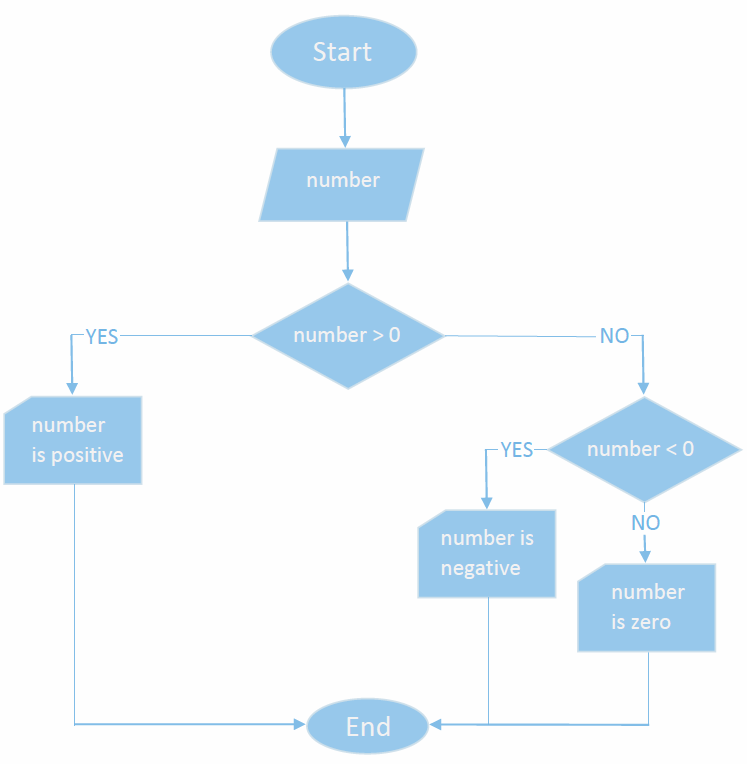 Start
number
number > 0
YES
NO
number
is positive
number < 0
YES
NO
number is
negative
number
is zero
End